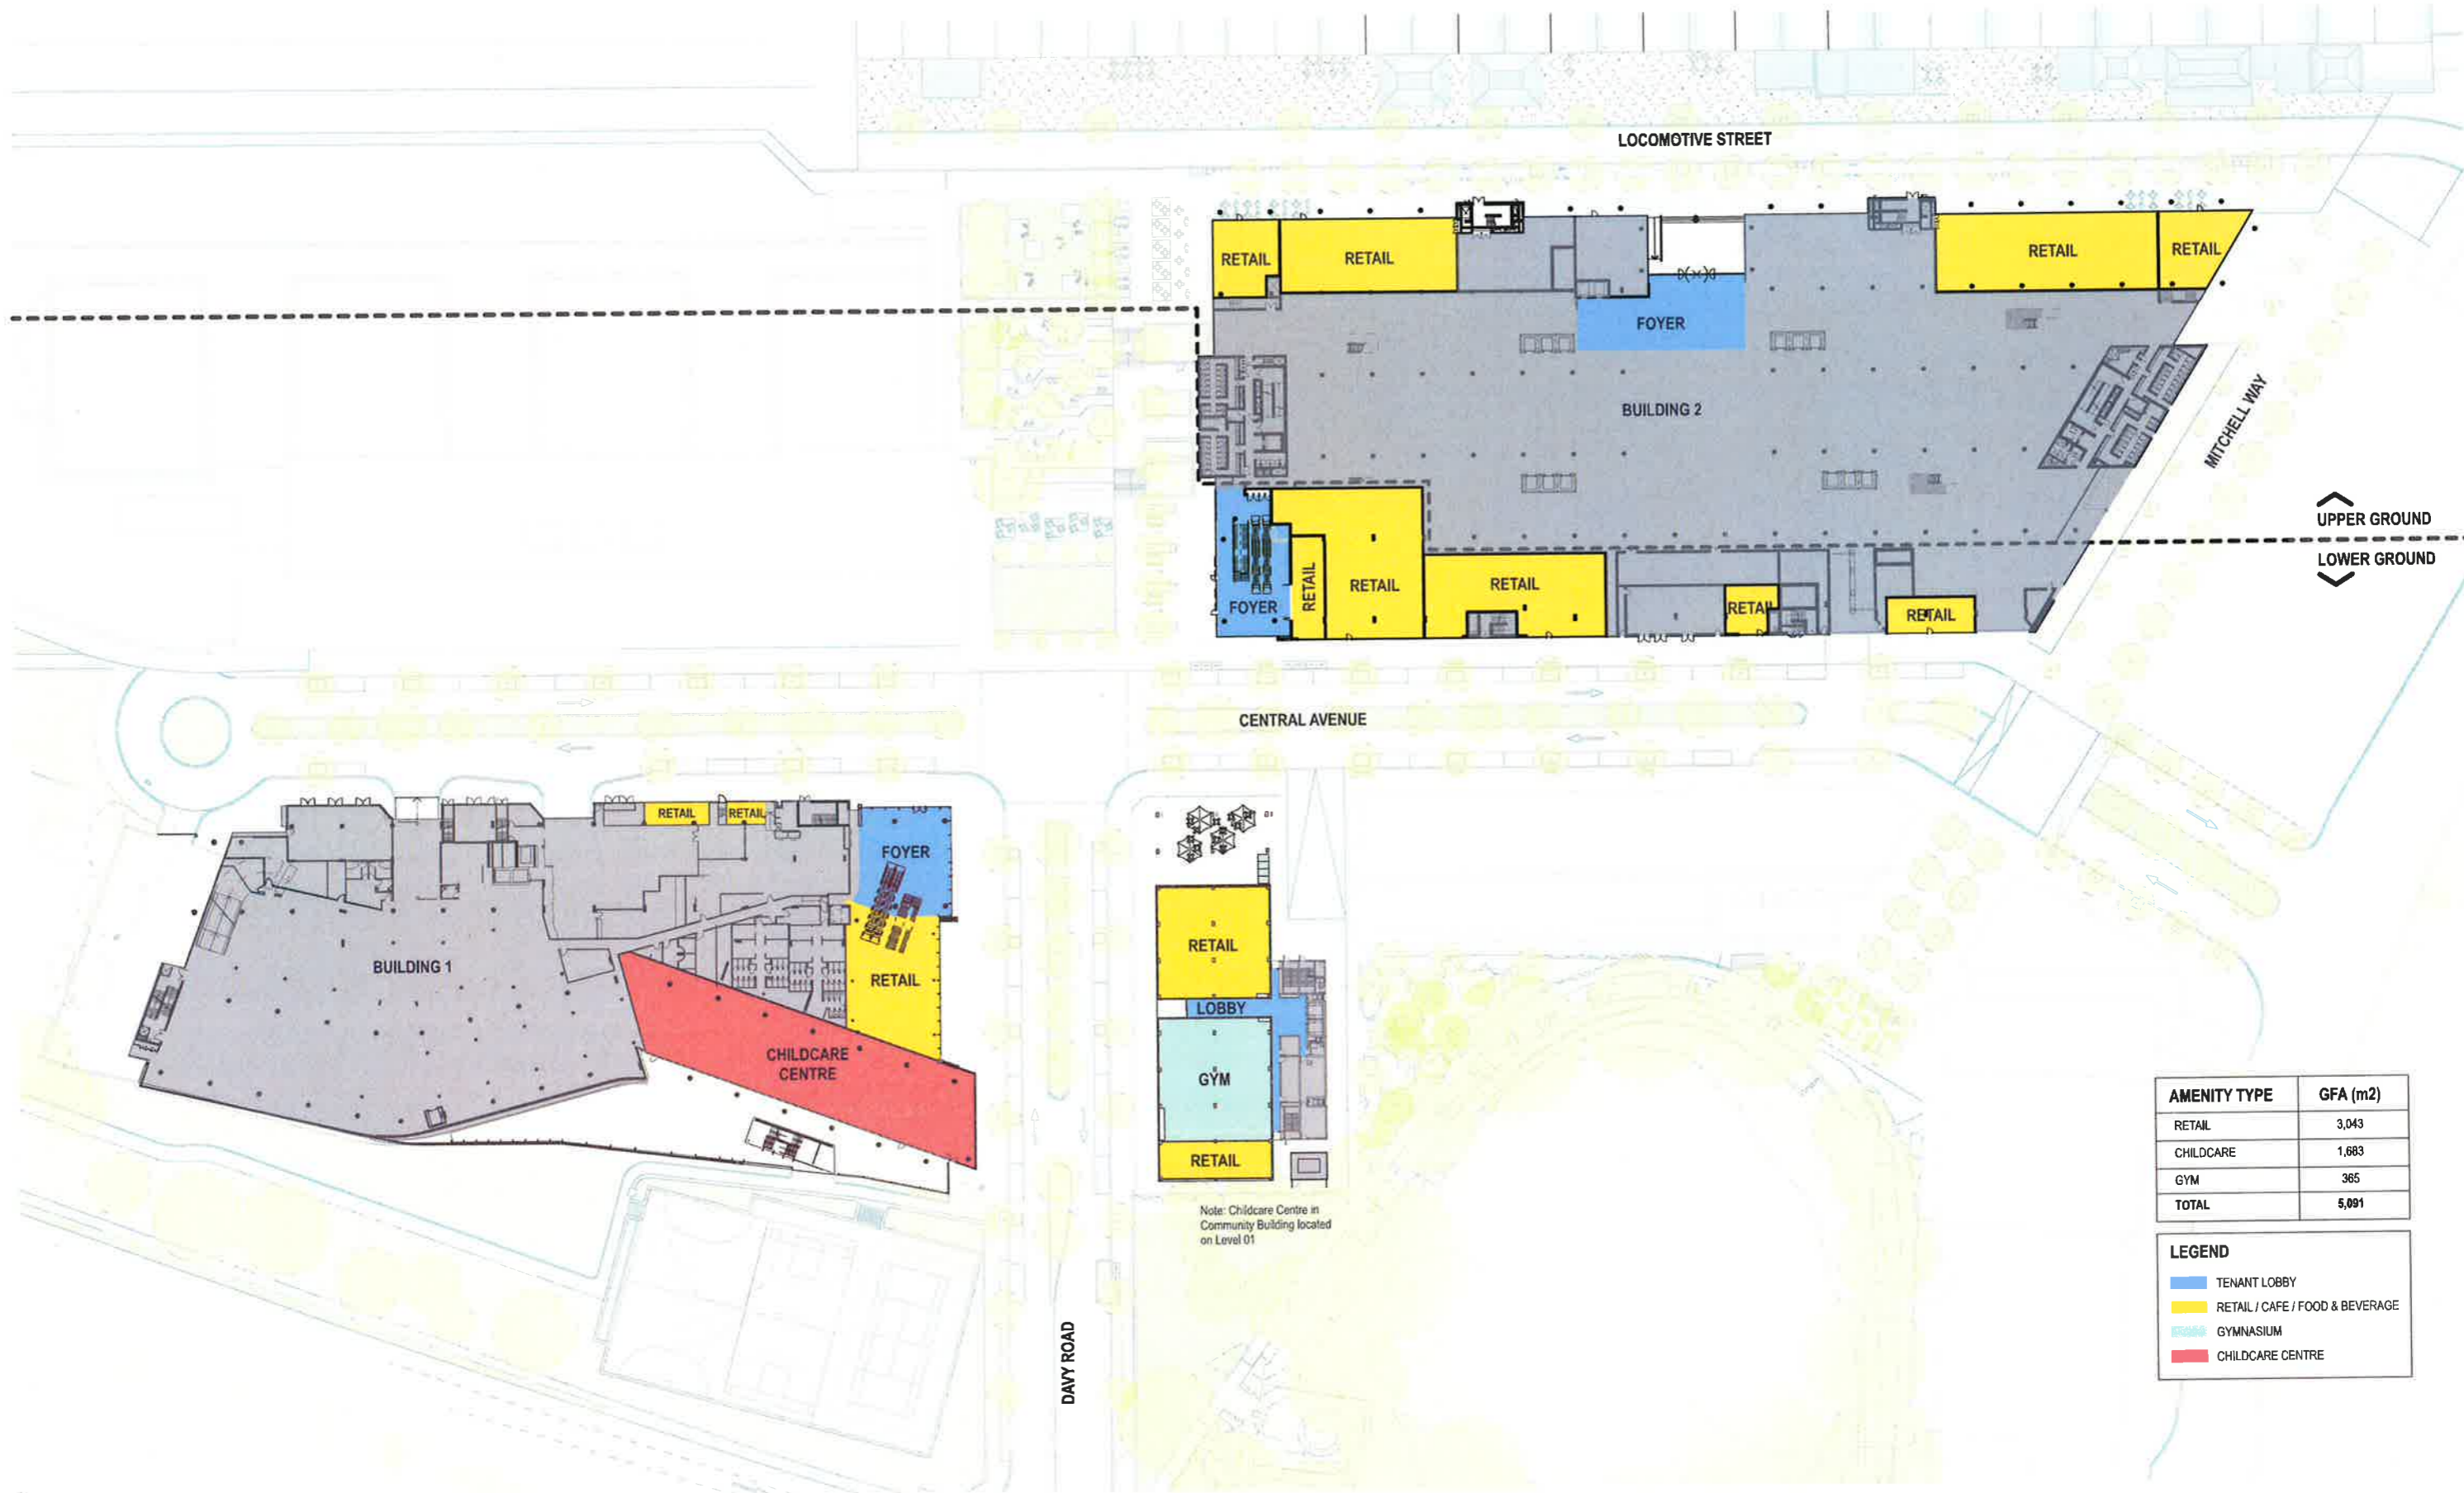 LOCOMOTIVE STREET
RETAIL
RETAIL
RETAIL
RETAIL
FOYER
BUILDING 2
MITCHELL WAY
UPPER GROUND
LOWER GROUND
FOYER
RETAIL
RETAIL
RETAIL
RETAIL
RETAIL
CENTRAL AVENUE
RETAIL
RETAIL
FOYER
BUILDING 1
RETAIL
CHILDCARE
CENTRE
RETAIL
LOBBY
GYM
RETAIL
Note: Childcare Centre in
Community Building located
on Level 01
DAVY ROAD
AMENITY TYPE GFA (m2)
RETAIL 3,043
CHILDCARE 1,683
GYM 365
TOTAL 5,091
LEGEND
TENANT LOBBY
RETAIL / CAFE / FOOD & BEVERAGE
GYMNASIUM
CHILDCARE CENTRE